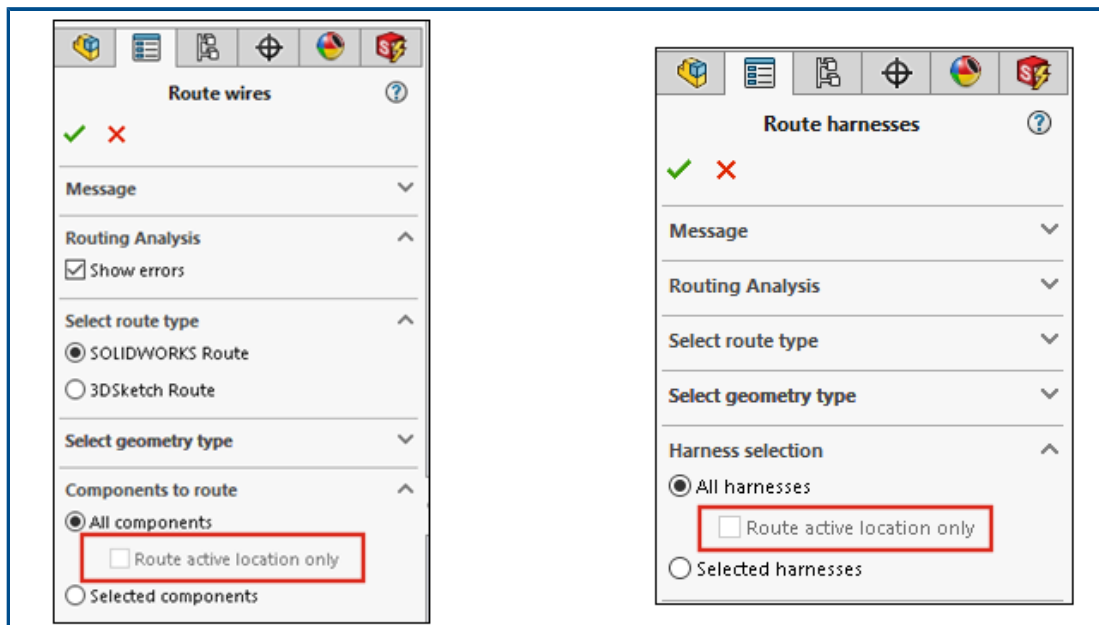 Route wires
Message
Routing Analysis
Show errors
Select route type
SOLIDWORKS Route
3DSketch Route
Select geometry type
Components to route
All components
Route active location only
Selected components
Route harnesses
Message
Routing Analysis
Select route type
Select geometry type
Harness selection
All harnesses
Route active location only
Selected harnesses